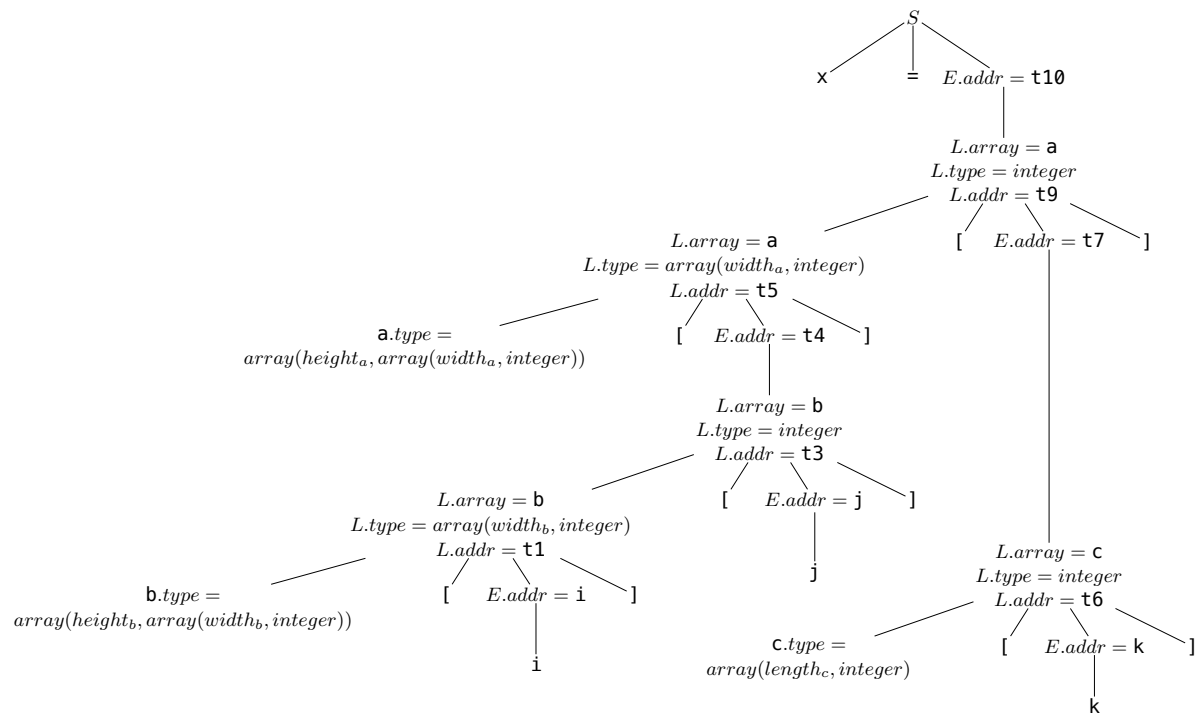 S
x = E.addr = t10
L.array = a
L.type = integer
L.addr = t9
[ E.addr = t7 ]
L.array = a
L.type = array(width_a, integer)
L.addr = t5
[ E.addr = t4 ]
a.type =
array(height_a, array(width_a, integer))
L.array = b
L.type = integer
L.addr = t3
[ E.addr = j ]
j
L.array = b
L.type = array(width_b, integer)
L.addr = t1
[ E.addr = i ]
i
b.type =
array(height_b, array(width_b, integer))
L.array = c
L.type = integer
L.addr = t6
[ E.addr = k ]
k
c.type =
array(length_c, integer)